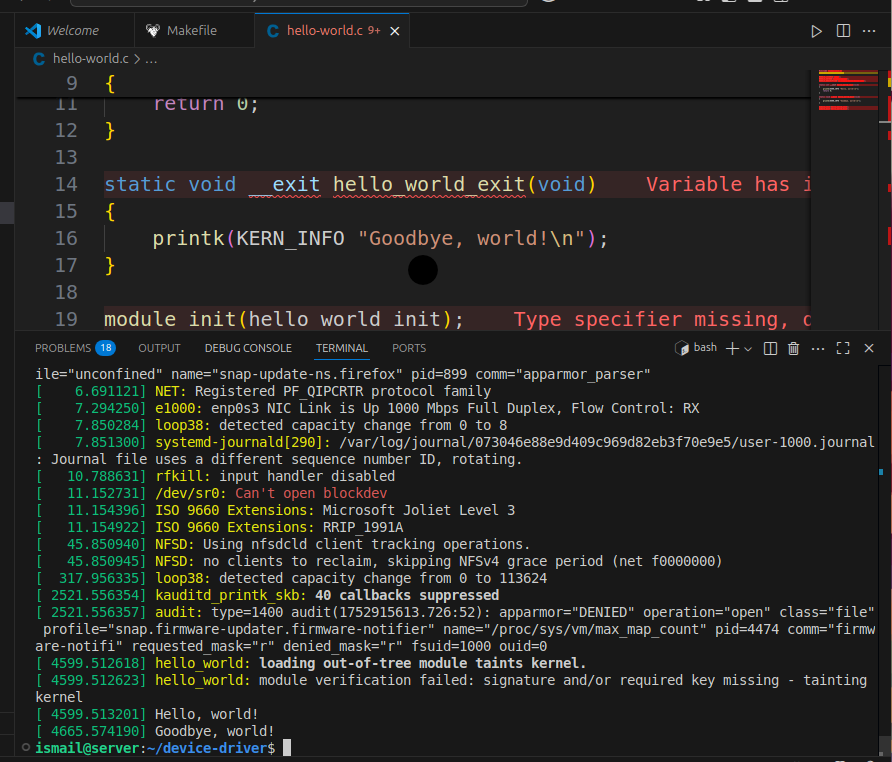 Welcome
Makefile
hello-world.c 9+
hello-world.c > ...
9 {
11 return 0;
12 }
13
14 static void __exit hello_world_exit(void) Variable has i
15 {
16 printk(KERN_INFO "Goodbye, world!\n");
17 }
18
19 module init(hello world init); Type specifier missing, d
PROBLEMS 18 OUTPUT DEBUG CONSOLE TERMINAL PORTS
bash
ile="unconfined" name="snap-update-ns.firefox" pid=899 comm="apparmor_parser"
[    6.691121] NET: Registered PF_QIPCRTR protocol family
[    7.294250] e1000: enp0s3 NIC Link is Up 1000 Mbps Full Duplex, Flow Control: RX
[    7.850284] loop38: detected capacity change from 0 to 8
[    7.851300] systemd-journald[290]: /var/log/journal/073046e88e9d409c969d82eb3f70e9e5/user-1000.journal
: Journal file uses a different sequence number ID, rotating.
[   10.788631] rfkill: input handler disabled
[   11.152731] /dev/sr0: Can't open blockdev
[   11.154396] ISO 9660 Extensions: Microsoft Joliet Level 3
[   11.154922] ISO 9660 Extensions: RRIP_1991A
[   45.850940] NFSD: Using nfsdcld client tracking operations.
[   45.850945] NFSD: no clients to reclaim, skipping NFSv4 grace period (net f0000000)
[  317.956335] loop38: detected capacity change from 0 to 113624
[ 2521.556354] kauditd_printk_skb: 40 callbacks suppressed
[ 2521.556357] audit: type=1400 audit(1752915613.726:52): apparmor="DENIED" operation="open" class="file"
profile="snap.firmware-updater.firmware-notifier" name="/proc/sys/vm/max_map_count" pid=4474 comm="firmw
are-notifi" requested_mask="r" denied_mask="r" fsuid=1000 ouid=0
[ 4599.512618] hello_world: loading out-of-tree module taints kernel.
[ 4599.512623] hello_world: module verification failed: signature and/or required key missing - tainting
kernel
[ 4599.513201] Hello, world!
[ 4665.574190] Goodbye, world!
ismail@server:~/device-driver$